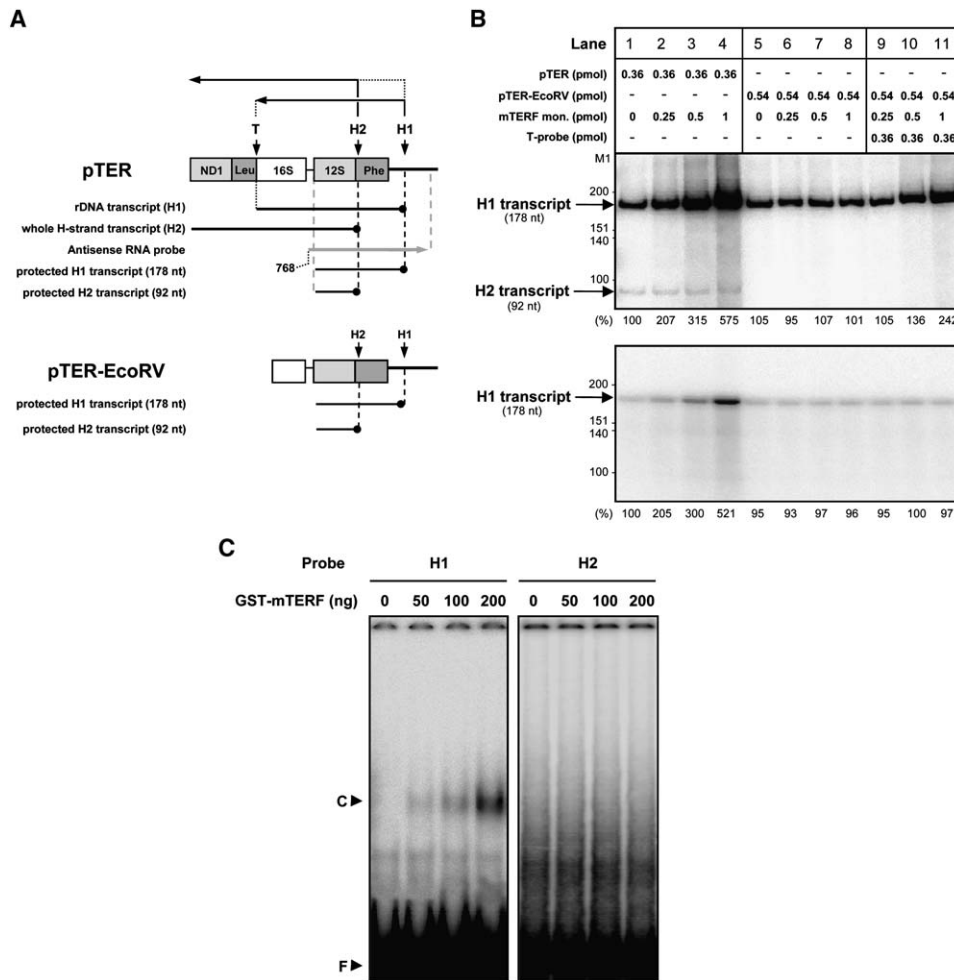 A
T H2 H1
pTER
ND1 Leu 16S 12S Phe
rDNA transcript (H1)
whole H-strand transcript (H2)
Antisense RNA probe
768
protected H1 transcript (178 nt)
protected H2 transcript (92 nt)
H2 H1
pTER-EcoRV
protected H1 transcript (178 nt)
protected H2 transcript (92 nt)
B
Lane 1 2 3 4 5 6 7 8 9 10 11
pTER (pmol) 0.36 0.36 0.36 0.36 - - - - - - -
pTER-EcoRV (pmol) - - - - 0.54 0.54 0.54 0.54 0.54 0.54 0.54
mTERF mon. (pmol) 0 0.25 0.5 1 0 0.25 0.5 1 0.25 0.5 1
T-probe (pmol) - - - - - - - - 0.36 0.36 0.36
M1
200
H1 transcript
(178 nt)
151
140
100
H2 transcript
(92 nt)
(%) 100 207 315 575 105 95 107 101 105 136 242
200
H1 transcript
(178 nt)
151
140
100
(%) 100 205 300 521 95 93 97 96 95 100 97
C
Probe H1 H2
GST-mTERF (ng) 0 50 100 200 0 50 100 200
C
F